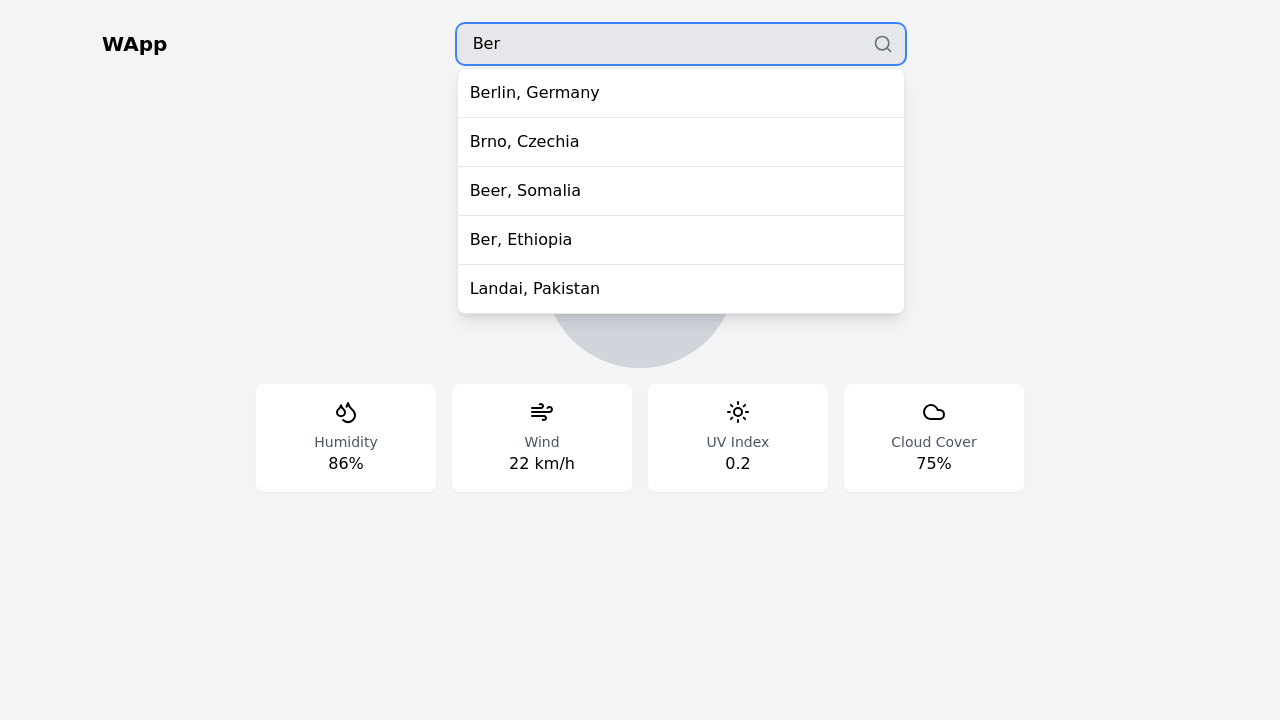 WApp
Ber
Berlin, Germany
Brno, Czechia
Beer, Somalia
Ber, Ethiopia
Landai, Pakistan
Humidity
86%
Wind
22 km/h
UV Index
0.2
Cloud Cover
75%